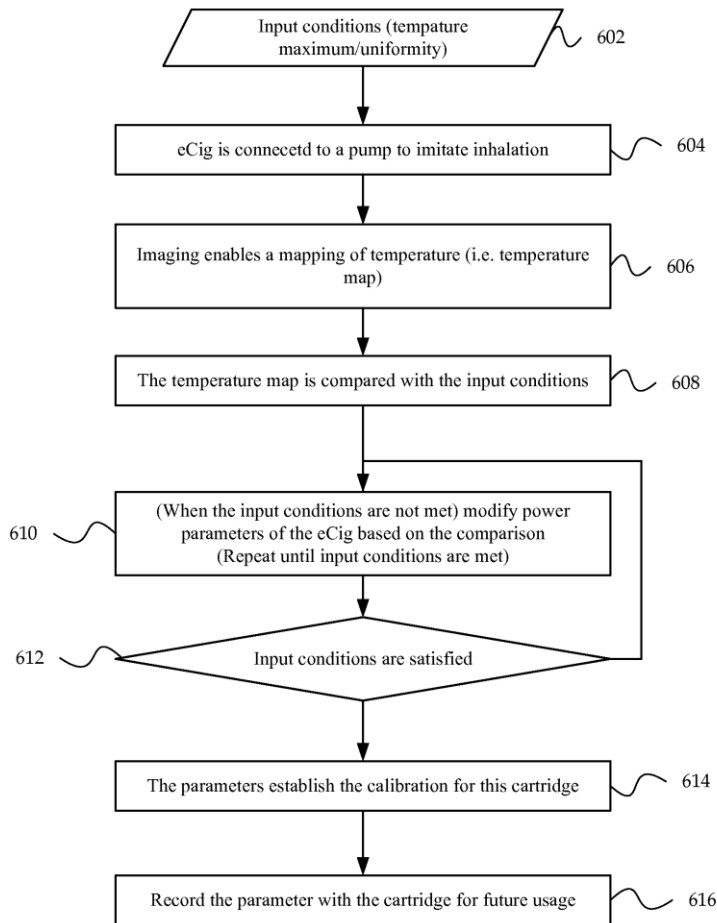 Input conditions (tempature
maximum/uniformity)
602
eCig is connecetd to a pump to imitate inhalation
604
Imaging enables a mapping of temperature (i.e. temperature
map)
606
The temperature map is compared with the input conditions
608
(When the input conditions are not met) modify power
parameters of the eCig based on the comparison
(Repeat until input conditions are met)
610
Input conditions are satisfied
612
The parameters establish the calibration for this cartridge
614
Record the parameter with the cartridge for future usage
616